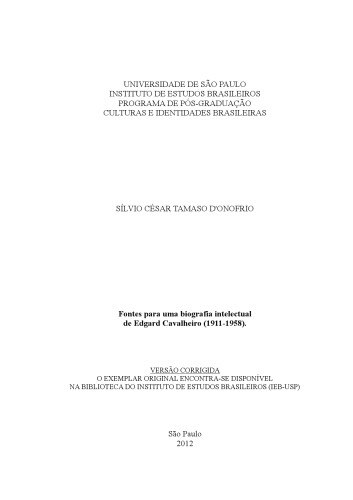 UNIVERSIDADE DE SÃO PAULO
INSTITUTO DE ESTUDOS BRASILEIROS
PROGRAMA DE PÓS-GRADUAÇÃO
CULTURAS E IDENTIDADES BRASILEIRAS
SÍLVIO CÉSAR TAMASO D'ONOFRIO
Fontes para uma biografia intelectual
de Edgard Cavalheiro (1911-1958).
VERSÃO CORRIGIDA
O EXEMPLAR ORIGINAL ENCONTRA-SE DISPONÍVEL
NA BIBLIOTECA DO INSTITUTO DE ESTUDOS BRASILEIROS (IEB-USP)
São Paulo
2012